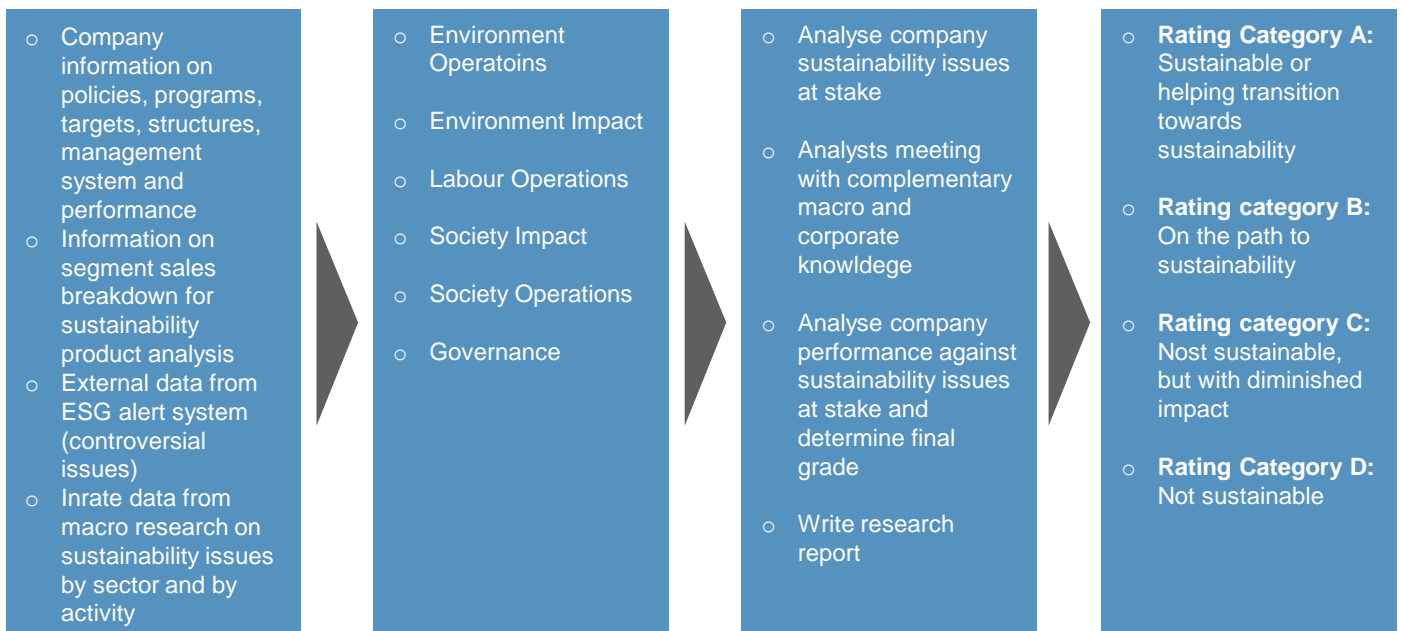 o Company
information on
policies, programs,
targets, structures,
management
system and
performance
o Information on
segment sales
breakdown for
sustainability
product analysis
o External data from
ESG alert system
(controversial
issues)
o Inrate data from
macro research on
sustainability issues
by sector and by
activity
o Environment
Operatoins
o Environment Impact
o Labour Operations
o Society Impact
o Society Operations
o Governance
o Analyse company
sustainability issues
at stake
o Analysts meeting
with complementary
macro and
corporate
knowldege
o Analyse company
performance against
sustainability issues
at stake and
determine final
grade
o Write research
report
o Rating Category A:
Sustainable or
helping transition
towards
sustainability
o Rating category B:
On the path to
sustainability
o Rating category C:
Nost sustainable,
but with diminished
impact
o Rating Category D:
Not sustainable